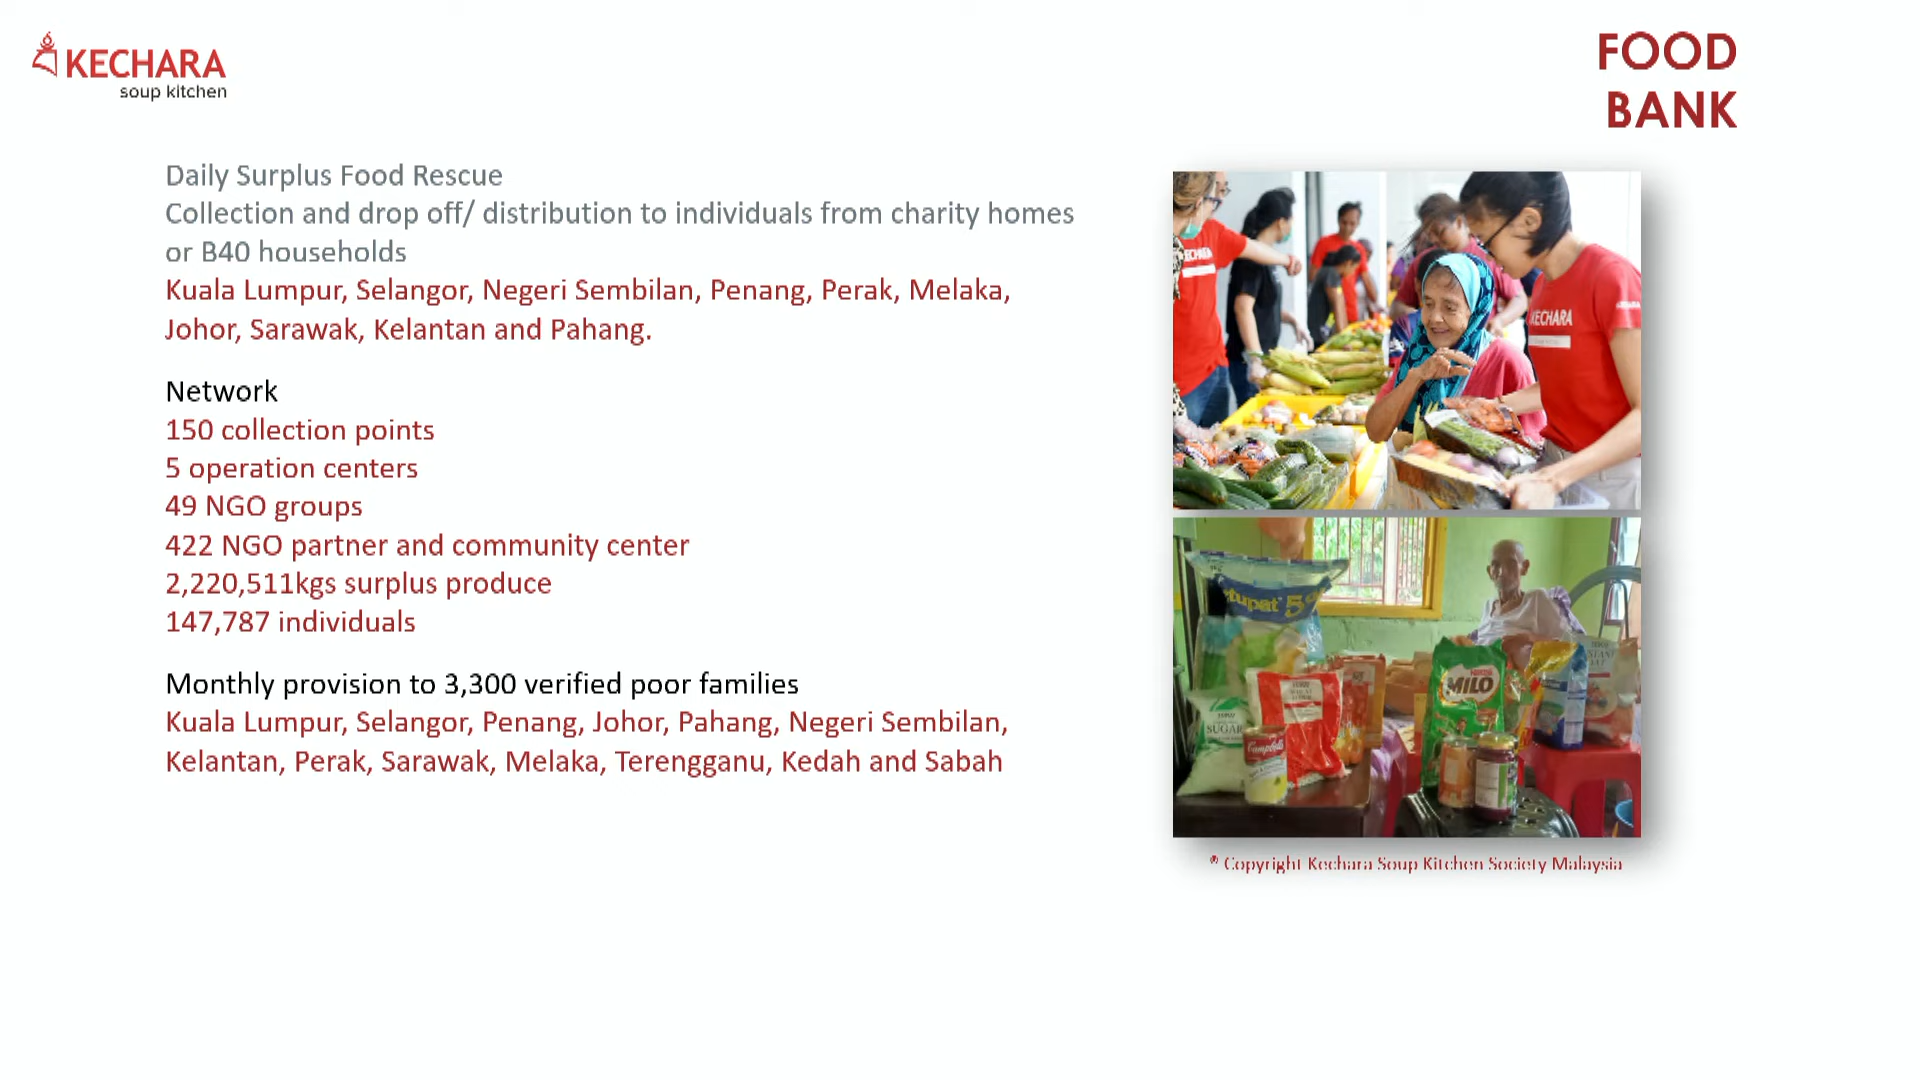 KECHARA
soup kitchen
FOOD
BANK
Daily Surplus Food Rescue
Collection and drop off/ distribution to individuals from charity homes
or B40 households
Kuala Lumpur, Selangor, Negeri Sembilan, Penang, Perak, Melaka,
Johor, Sarawak, Kelantan and Pahang.
Network
150 collection points
5 operation centers
49 NGO groups
422 NGO partner and community center
2,220,511kgs surplus produce
147,787 individuals
Monthly provision to 3,300 verified poor families
Kuala Lumpur, Selangor, Penang, Johor, Pahang, Negeri Sembilan,
Kelantan, Perak, Sarawak, Melaka, Terengganu, Kedah and Sabah
KECHARA
KECHARA
MILO
SUGAR
Campbell's
® Copyright Kechara Soup Kitchen Society Malaysia